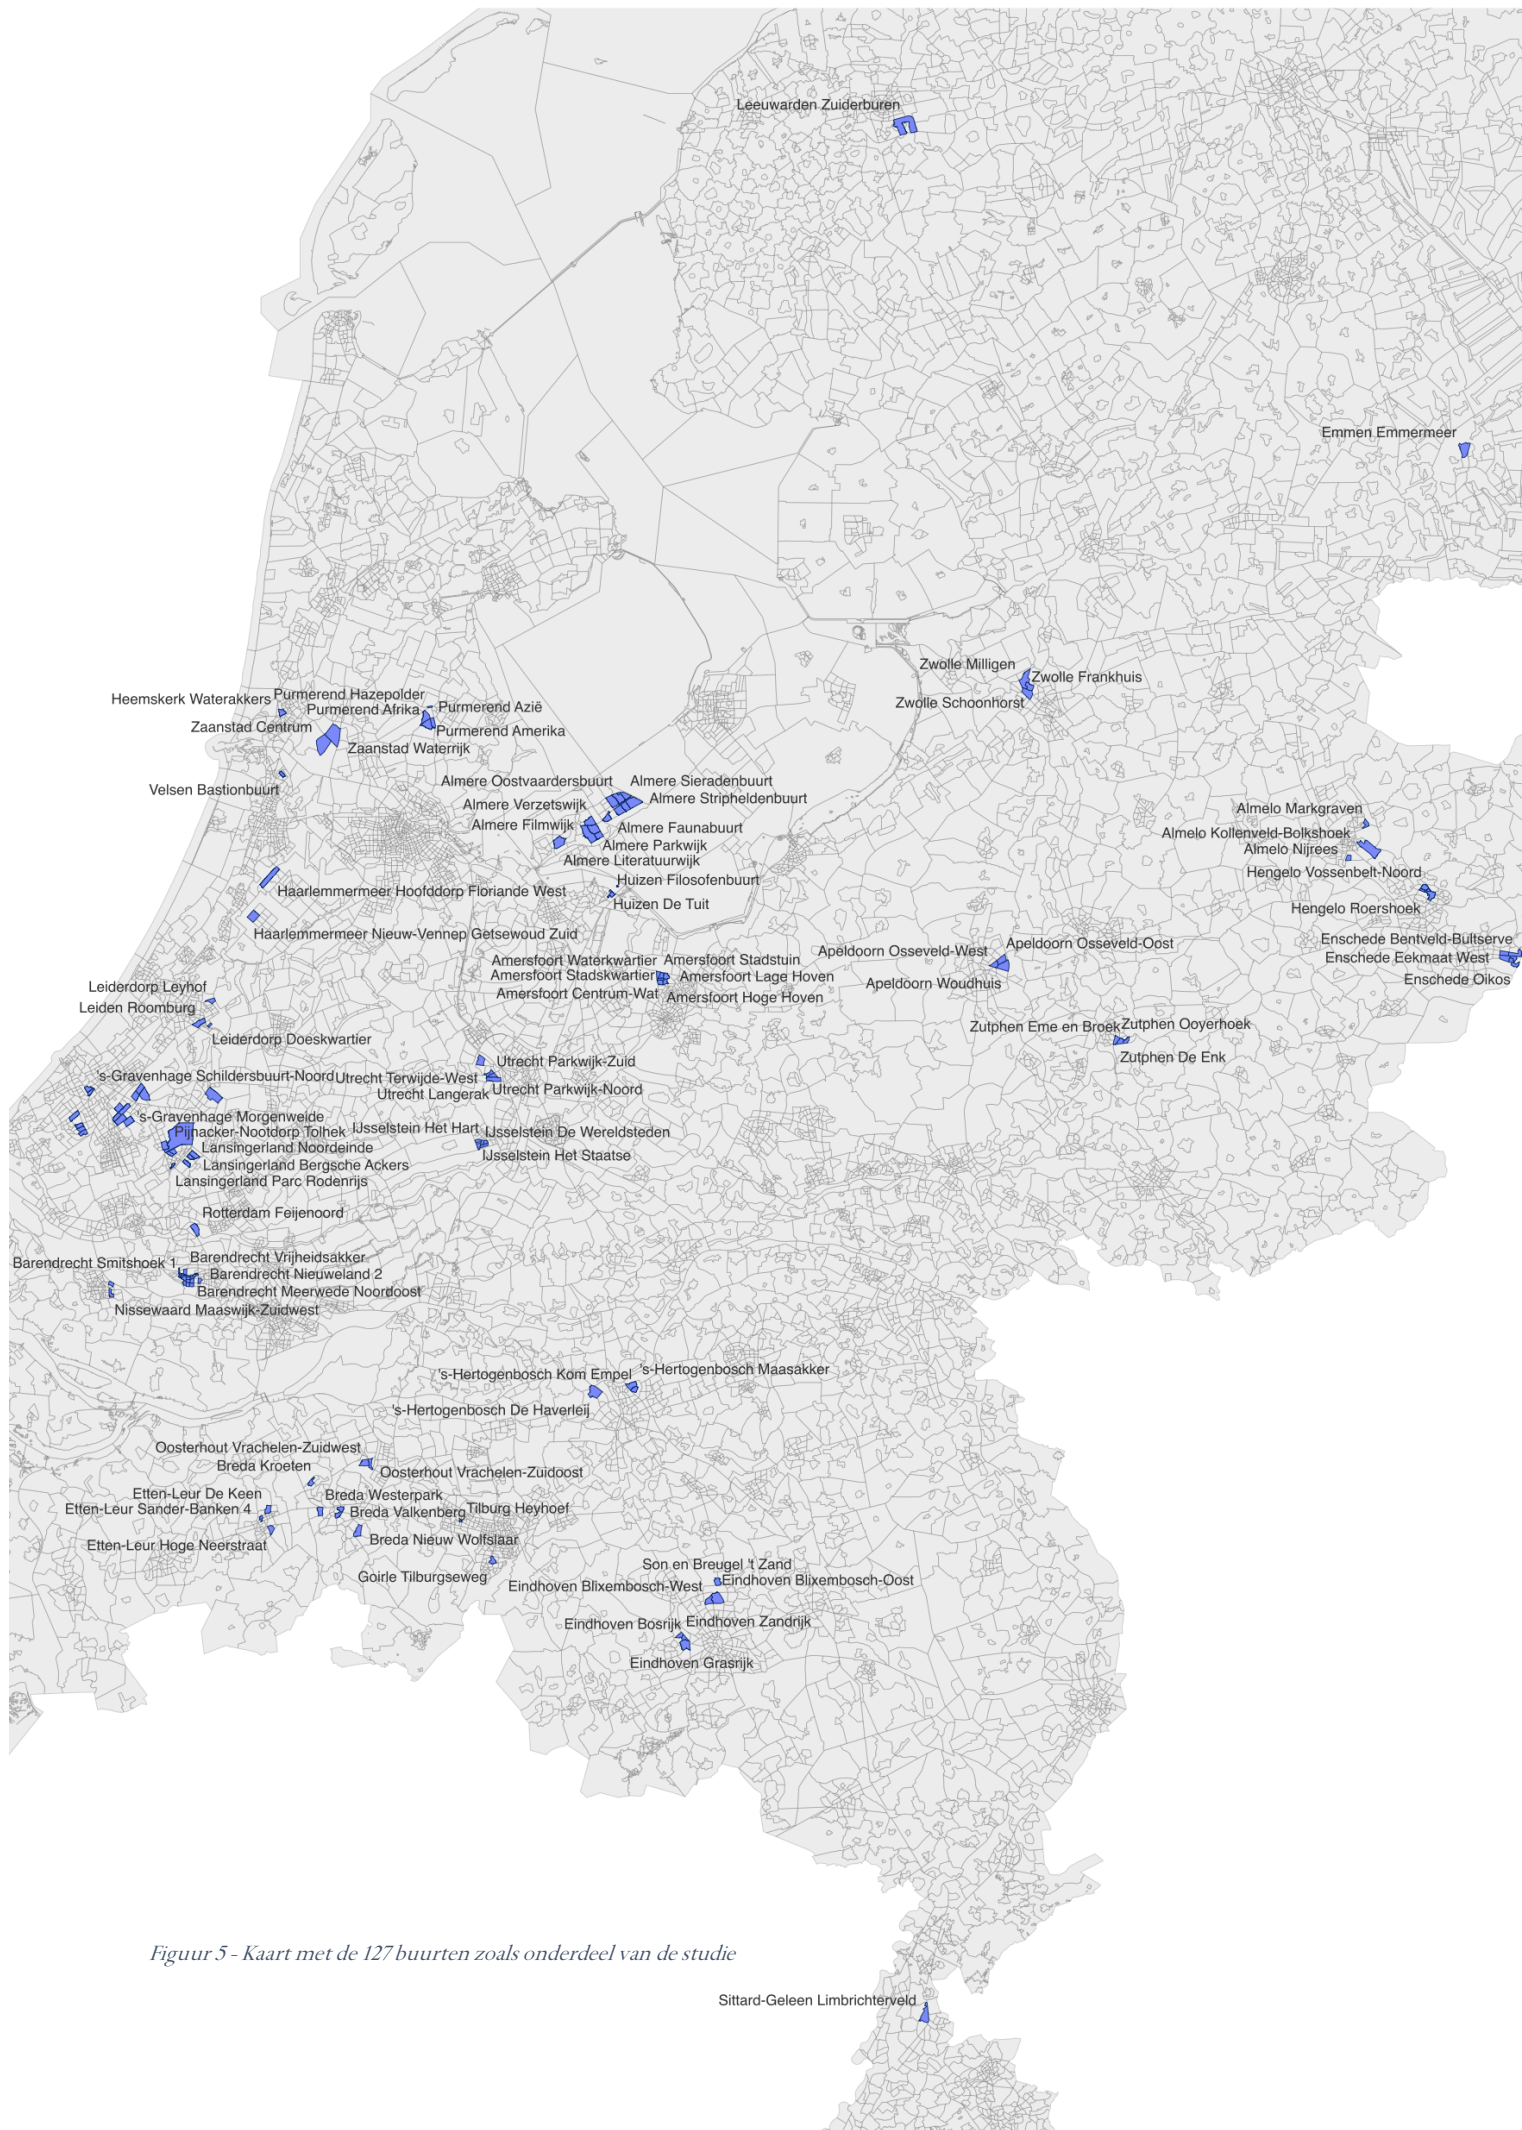 Leeuwarden Zuiderburen
Emmen Emmermeer
Zwolle Milligen
Zwolle Frankhuis
Zwolle Schoonhorst
Heemskerk Waterakkers
Purmerend Hazepolder
Purmerend Afrika
Purmerend Azië
Zaanstad Centrum
Purmerend Amerika
Zaanstad Waterrijk
Velsen Bastionbuurt
Almere Oostvaardersbuurt
Almere Sieradenbuurt
Almere Verzetswijk
Almere Stripheldenbuurt
Almere Filmwijk
Almere Faunabuurt
Almere Parkwijk
Almere Literatuurwijk
Almelo Markgraven
Almelo Kollenveld-Bolkshoek
Almelo Nijrees
Hengelo Vossenbelt-Noord
Hengelo Roershoek
Huizen Filosofenbuurt
Huizen De Tuit
Haarlemmermeer Hoofddorp Floriande West
Haarlemmermeer Nieuw-Vennep Getsewoud Zuid
Enschede Bentveld-Bultserve
Enschede Eekmaat West
Enschede Oikos
Apeldoorn Osseveld-West
Apeldoorn Osseveld-Oost
Apeldoorn Woudhuis
Amersfoort Waterkwartier
Amersfoort Stadstuin
Amersfoort Stadskwartier
Amersfoort Lage Hoven
Amersfoort Centrum-Wat
Amersfoort Hoge Hoven
Leiderdorp Leyhof
Leiden Roomburg
Leiderdorp Doeskwartier
Zutphen Eme en Broek
Zutphen Ooyerhoek
Zutphen De Enk
Utrecht Parkwijk-Zuid
's-Gravenhage Schildersbuurt-Noord
Utrecht Terwijde-West
Utrecht Langerak
Utrecht Parkwijk-Noord
's-Gravenhage Morgenweide
Pijnacker-Nootdorp Tolhek
IJsselstein Het Hart
IJsselstein De Wereldsteden
Lansingerland Noordeinde
IJsselstein Het Staatse
Lansingerland Bergsche Ackers
Lansingerland Parc Rodenrijs
Rotterdam Feijenoord
Barendrecht Smitshoek 1
Barendrecht Vrijheidsakker
Barendrecht Nieuweland 2
Barendrecht Meerwede Noordoost
Nissewaard Maaswijk-Zuidwest
's-Hertogenbosch Kom Empel
's-Hertogenbosch Maasakker
's-Hertogenbosch De Haverleij
Oosterhout Vrachelen-Zuidwest
Breda Kroeten
Oosterhout Vrachelen-Zuidoost
Etten-Leur De Keen
Breda Westerpark
Etten-Leur Sander-Banken 4
Breda Valkenberg
Tilburg Heyhoef
Etten-Leur Hoge Neerstraat
Breda Nieuw Wolfslaar
Goirle Tilburgseweg
Son en Breugel 't Zand
Eindhoven Blixembosch-West
Eindhoven Blixembosch-Oost
Eindhoven Bosrijk
Eindhoven Zandrijk
Eindhoven Grasrijk
Figuur 5 - Kaart met de 127 buurten zoals onderdeel van de studie
Sittard-Geleen Limbrichterveld